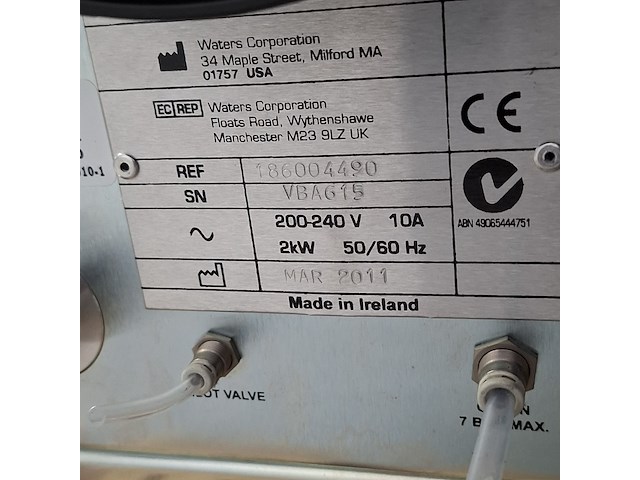 Waters Corporation
34 Maple Street, Milford MA
01757 USA
EC REP Waters Corporation
Floats Road, Wythenshawe
Manchester M23 9LZ UK
10-1
REF 186004490
SN VBA615
CE
ABN 49065444751
200-240 V 10A
2kW 50/60 Hz
MAR 2011
Made in Ireland
VALVE
7 MAX.